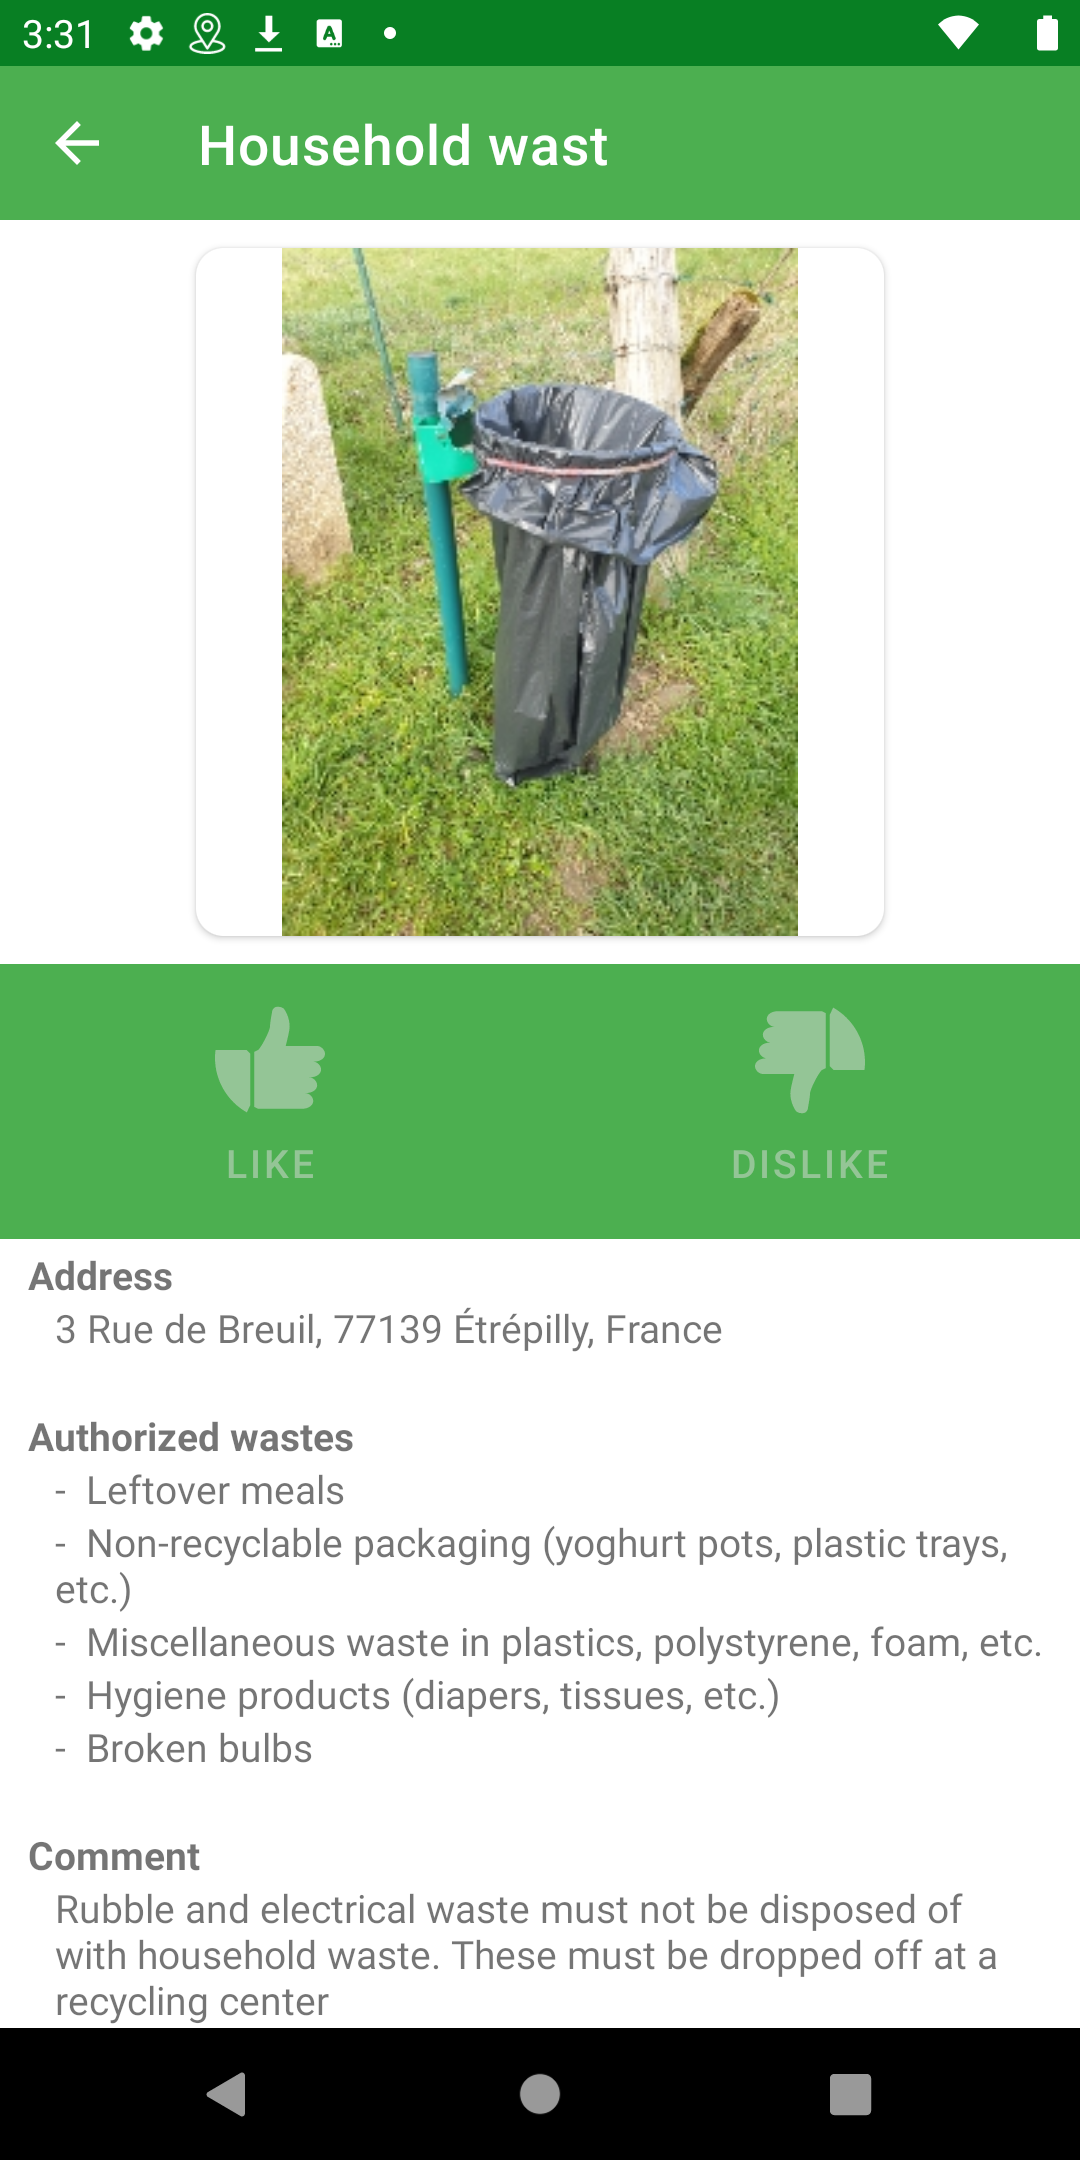 3:31
Household wast
LIKE
DISLIKE
Address
3 Rue de Breuil, 77139 Étrépilly, France
Authorized wastes
- Leftover meals
- Non-recyclable packaging (yoghurt pots, plastic trays,
etc.)
- Miscellaneous waste in plastics, polystyrene, foam, etc.
- Hygiene products (diapers, tissues, etc.)
- Broken bulbs
Comment
Rubble and electrical waste must not be disposed of
with household waste. These must be dropped off at a
recycling center